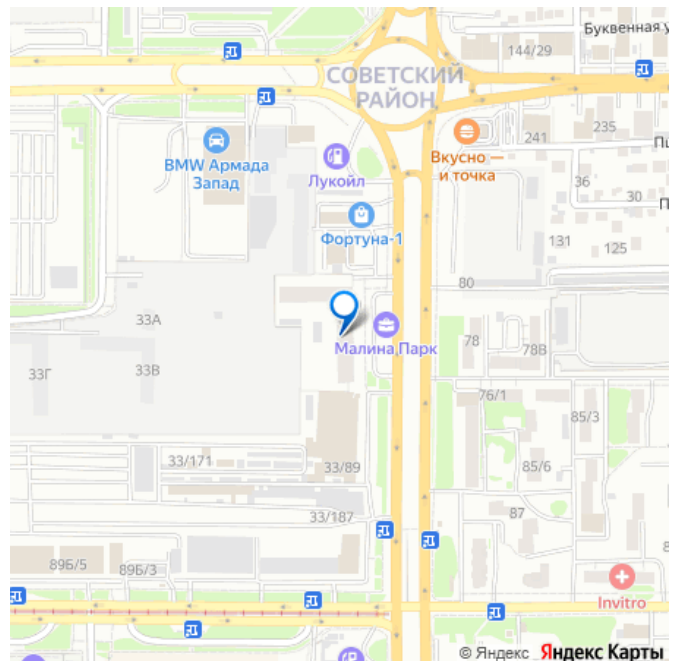 Буквенная у
144/29
СОВЕТСКИЙ
РАЙОН
BMW Армада
Запад
Лукойл
Вкусно —
и точка
241
235
36
30
Фортуна-1
131
125
80
33А
Малина Парк
78
78В
33Г
33В
76/1
85/3
33/171
33/89
85/6
33/187
87
89Б/5
89Б/3
Invitro
© Яндекс Яндекс Карты